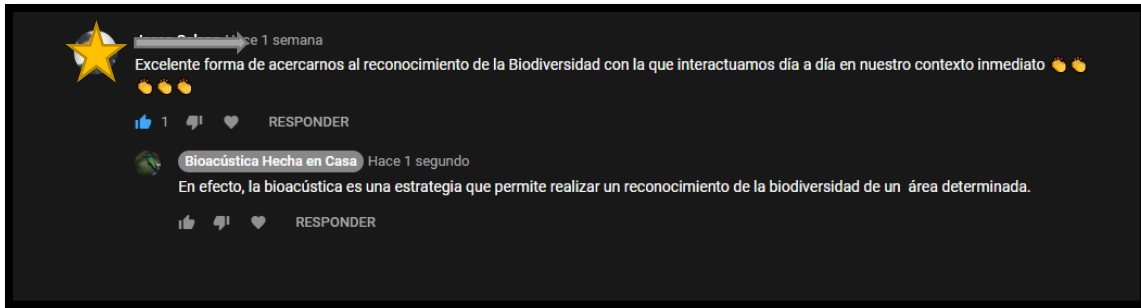 Hace 1 semana
Excelente forma de acercarnos al reconocimiento de la Biodiversidad con la que interactuamos día a día en nuestro contexto inmediato 👏 👏
👏 👏 👏
1 RESPONDER
Bioacústica Hecha en Casa Hace 1 segundo
En efecto, la bioacústica es una estrategia que permite realizar un reconocimiento de la biodiversidad de un área determinada.
RESPONDER